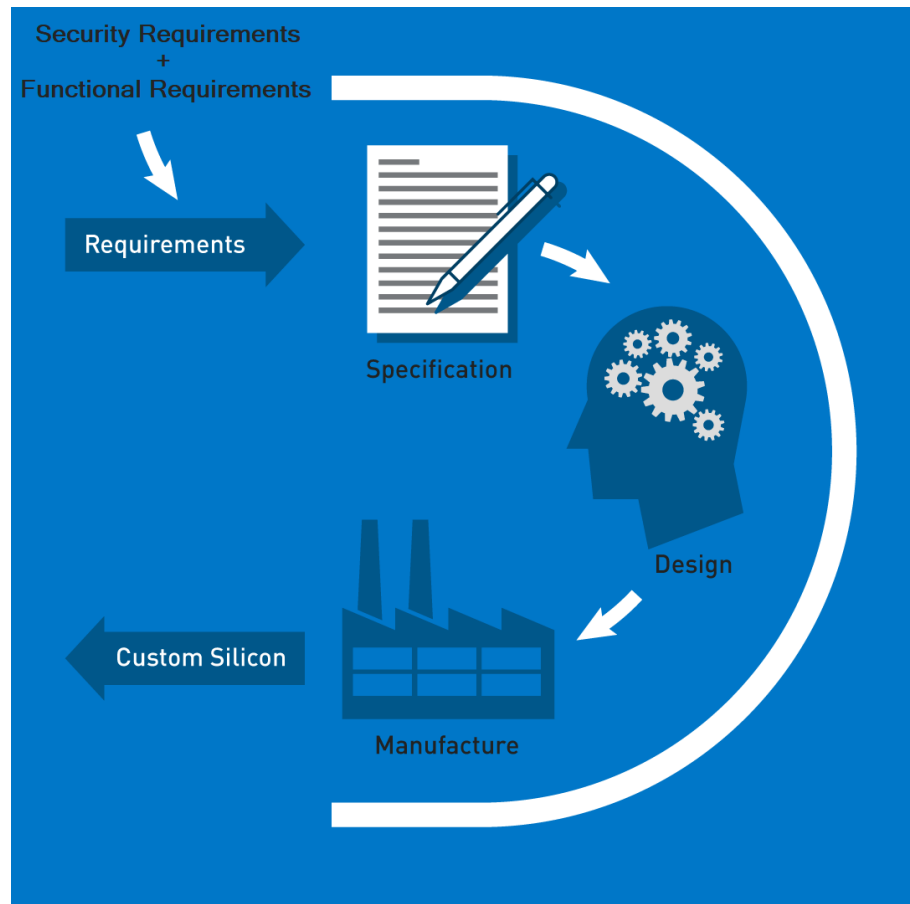 Security Requirements
+
Functional Requirements
Requirements
Specification
Design
Custom Silicon
Manufacture